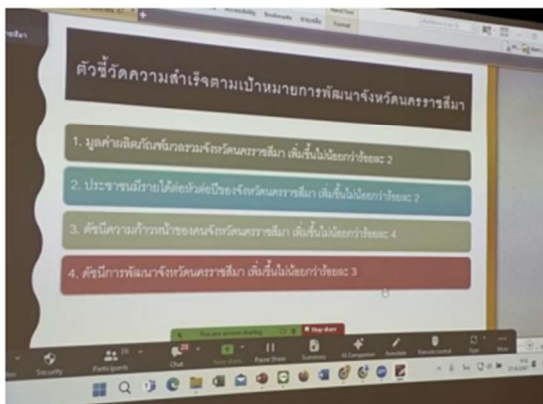 ตัวชี้วัดความสำเร็จตามเป้าหมายการพัฒนาจังหวัดนครราชสีมา
1. มูลค่าผลิตภัณฑ์มวลรวมจังหวัดนครราชสีมา เพิ่มขึ้นไม่น้อยกว่าร้อยละ 2
2. ประชาชนมีรายได้ต่อหัวต่อปีของจังหวัดนครราชสีมา เพิ่มขึ้นไม่น้อยกว่าร้อยละ 2
3. ดัชนีความก้าวหน้าของคนจังหวัดนครราชสีมา เพิ่มขึ้นไม่น้อยกว่าร้อยละ 4
4. ดัชนีการพัฒนาจังหวัดนครราชสีมา เพิ่มขึ้นไม่น้อยกว่าร้อยละ 3
You are screen sharing Stop share
Security Participants Chat New Share Pause Share Summary AI Companion Annotate Remote control Apps More